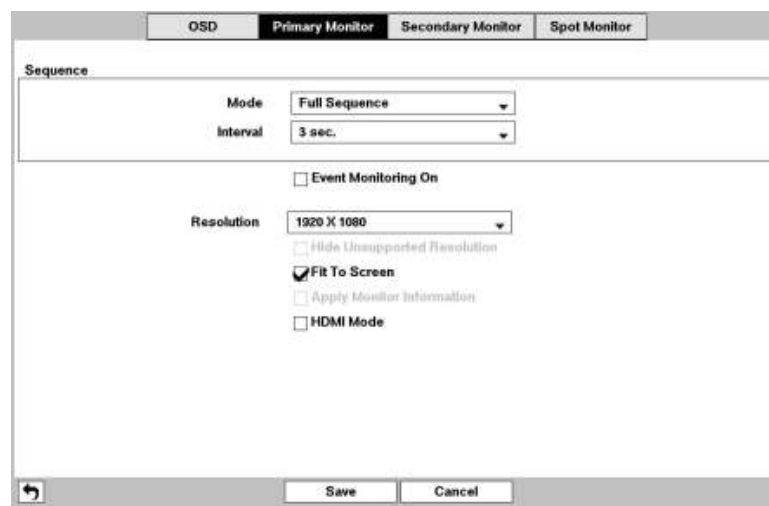 OSD Primary Monitor Secondary Monitor Spot Monitor
Sequence
Mode Full Sequence
Interval 3 sec.
Event Monitoring On
Resolution 1920 X 1080
Hide Unsupported Resolution
Fit To Screen
Apply Monitor Information
HDMI Mode
Save Cancel